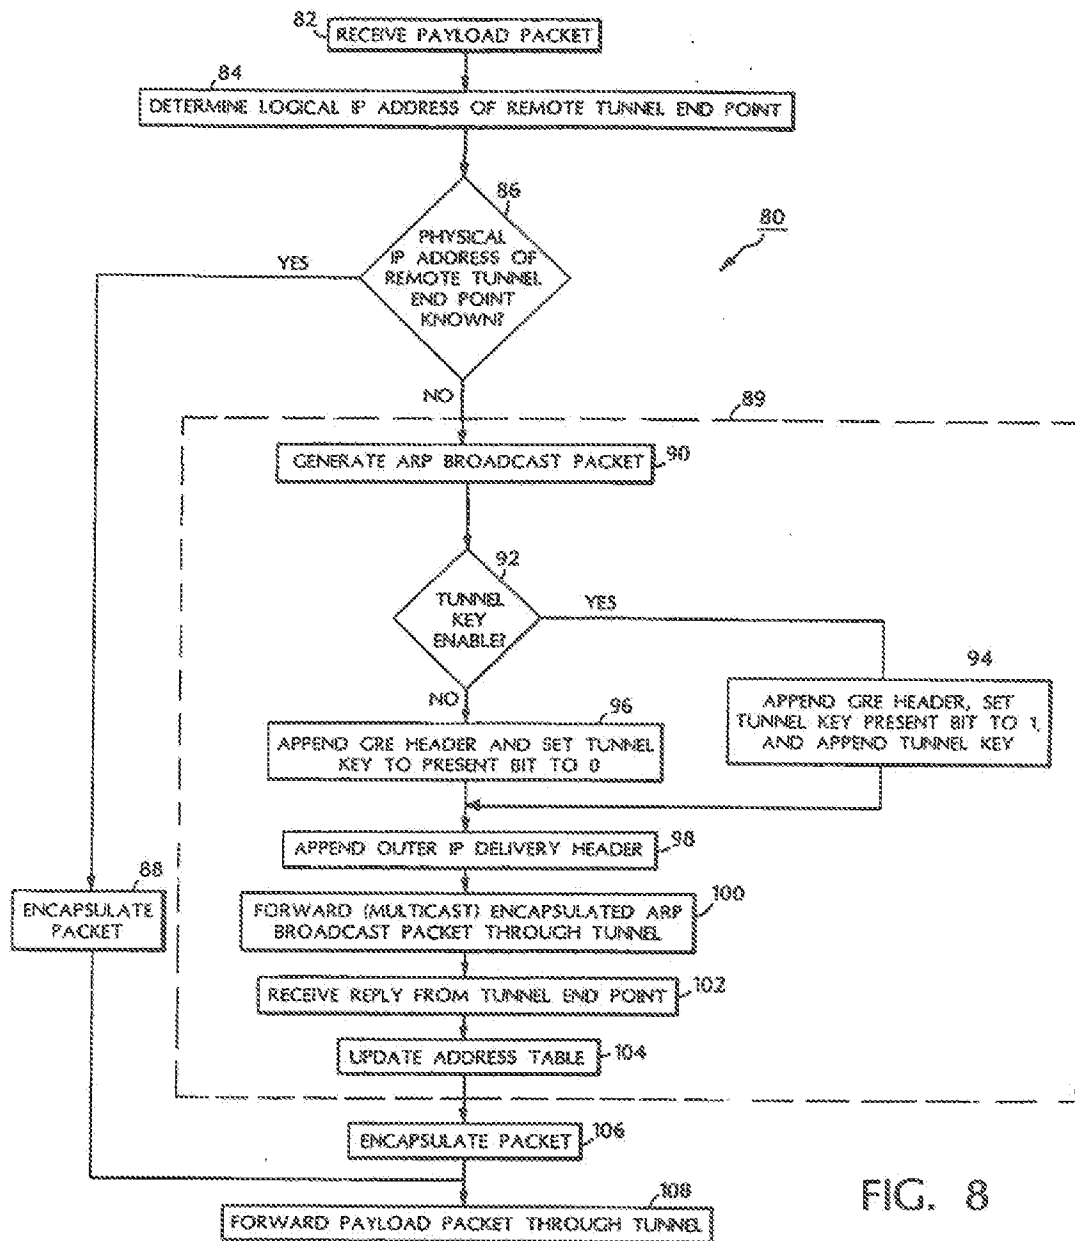 82
RECEIVE PAYLOAD PACKET
84
DETERMINE LOGICAL IP ADDRESS OF REMOTE TUNNEL END POINT
86
PHYSICAL
IP ADDRESS OF
REMOTE TUNNEL
END POINT
KNOWN?
YES
80
NO
89
GENERATE ARP BROADCAST PACKET
90
92
TUNNEL
KEY
ENABLE?
YES
NO
94
APPEND GRE HEADER, SET
TUNNEL KEY PRESENT BIT TO 1,
AND APPEND TUNNEL KEY
96
APPEND GRE HEADER AND SET TUNNEL
KEY TO PRESENT BIT TO 0
APPEND OUTER IP DELIVERY HEADER
98
88
ENCAPSULATE
PACKET
FORWARD (MULTICAST) ENCAPSULATED ARP
BROADCAST PACKET THROUGH TUNNEL
100
RECEIVE REPLY FROM TUNNEL END POINT
102
UPDATE ADDRESS TABLE
104
ENCAPSULATE PACKET
106
108
FORWARD PAYLOAD PACKET THROUGH TUNNEL
FIG. 8